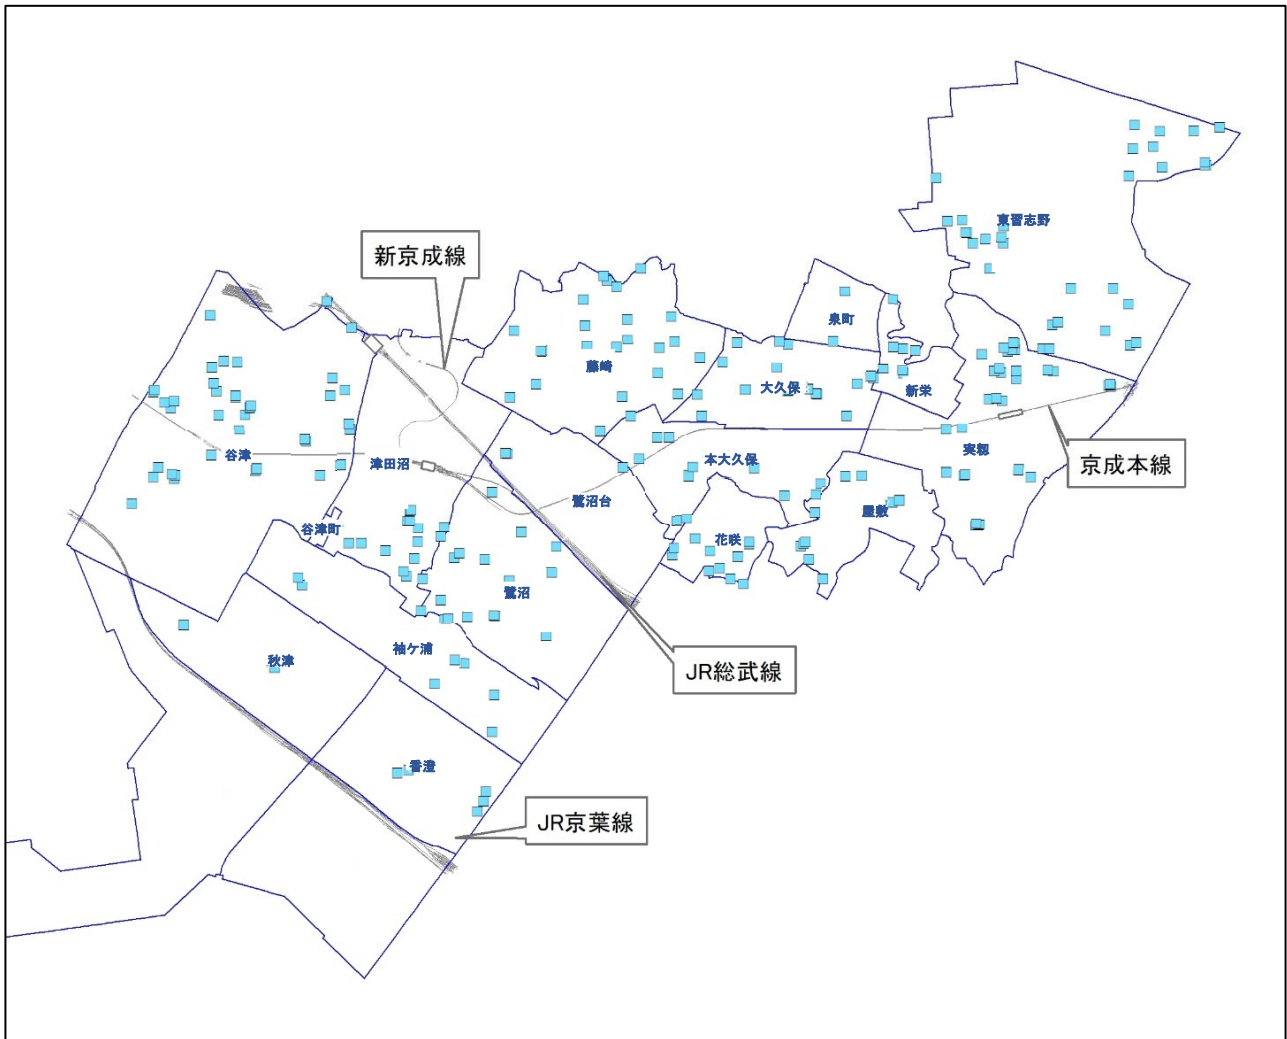 東習志野
新京成線
泉町
藤崎
大久保
新栄
谷津
津田沼
本大久保
実籾
京成本線
鷺沼台
屋敷
谷津町
花咲
鷺沼
袖ケ浦
秋津
JR総武線
香澄
JR京葉線